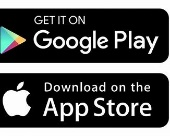 GET IT ON
Google Play
Download on the
App Store